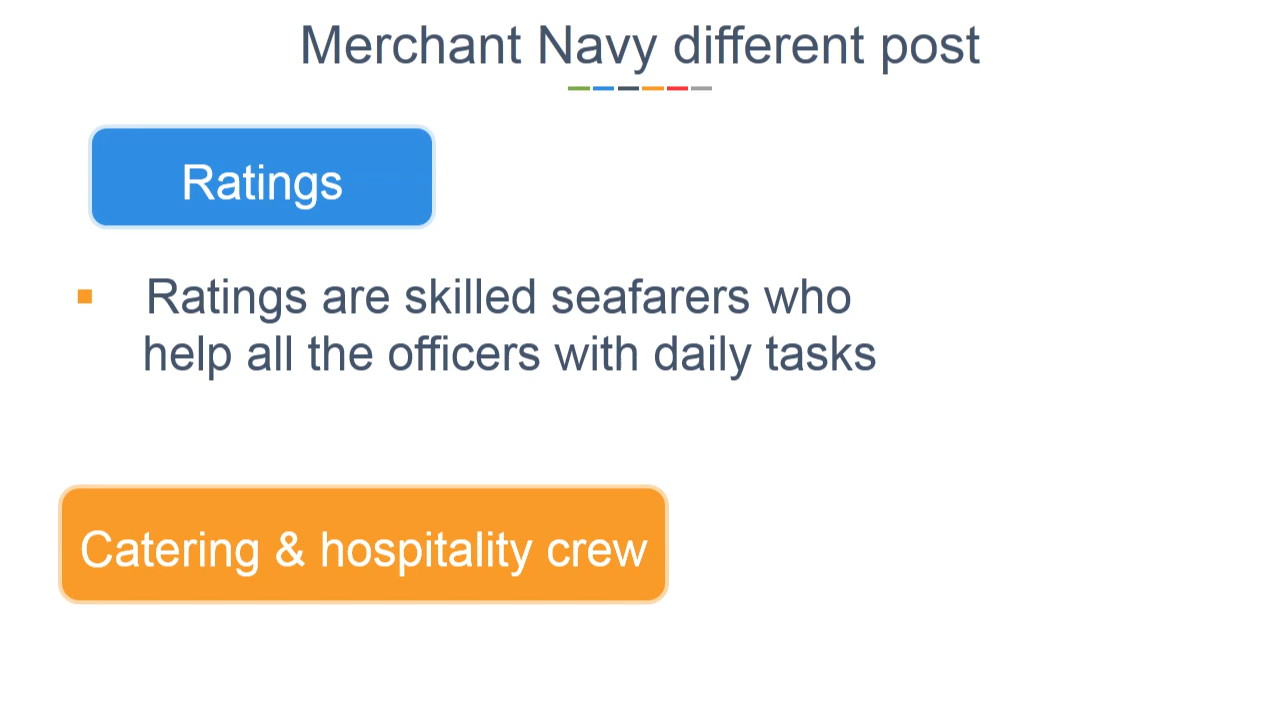 Merchant Navy different post
Ratings
Ratings are skilled seafarers who
help all the officers with daily tasks
Catering & hospitality crew